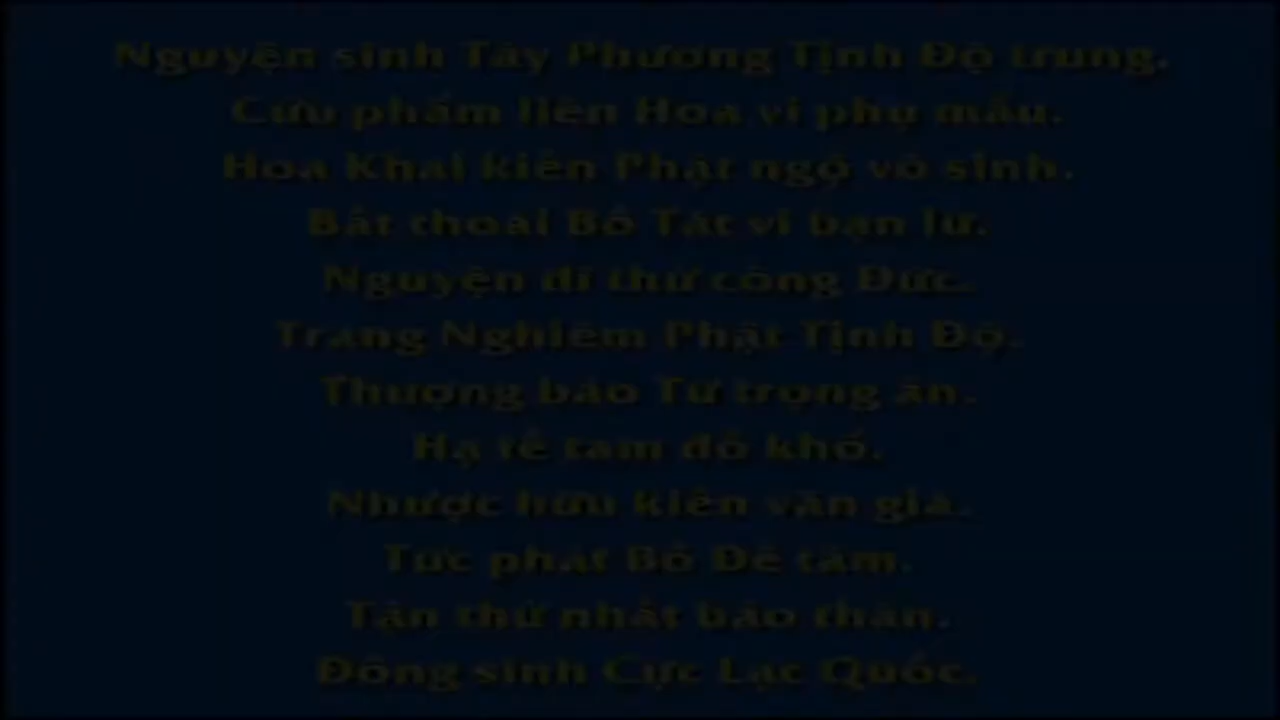 Nguyện sinh Tây Phương Tịnh Độ trung.
Cửu phẩm liên Hoa vi phụ mẫu.
Hoa Khai kiến Phật ngộ vô sinh.
Bất thoái Bồ Tát vi bạn lữ.
Nguyện dĩ thử công Đức.
Trang Nghiêm Phật Tịnh Độ.
Thượng báo Tứ trọng ân.
Hạ tế tam đồ khổ.
Nhược hữu kiến văn giả.
Tức phát Bồ Đề tâm.
Tận thử nhất báo thân.
Đồng sinh Cực Lạc Quốc.